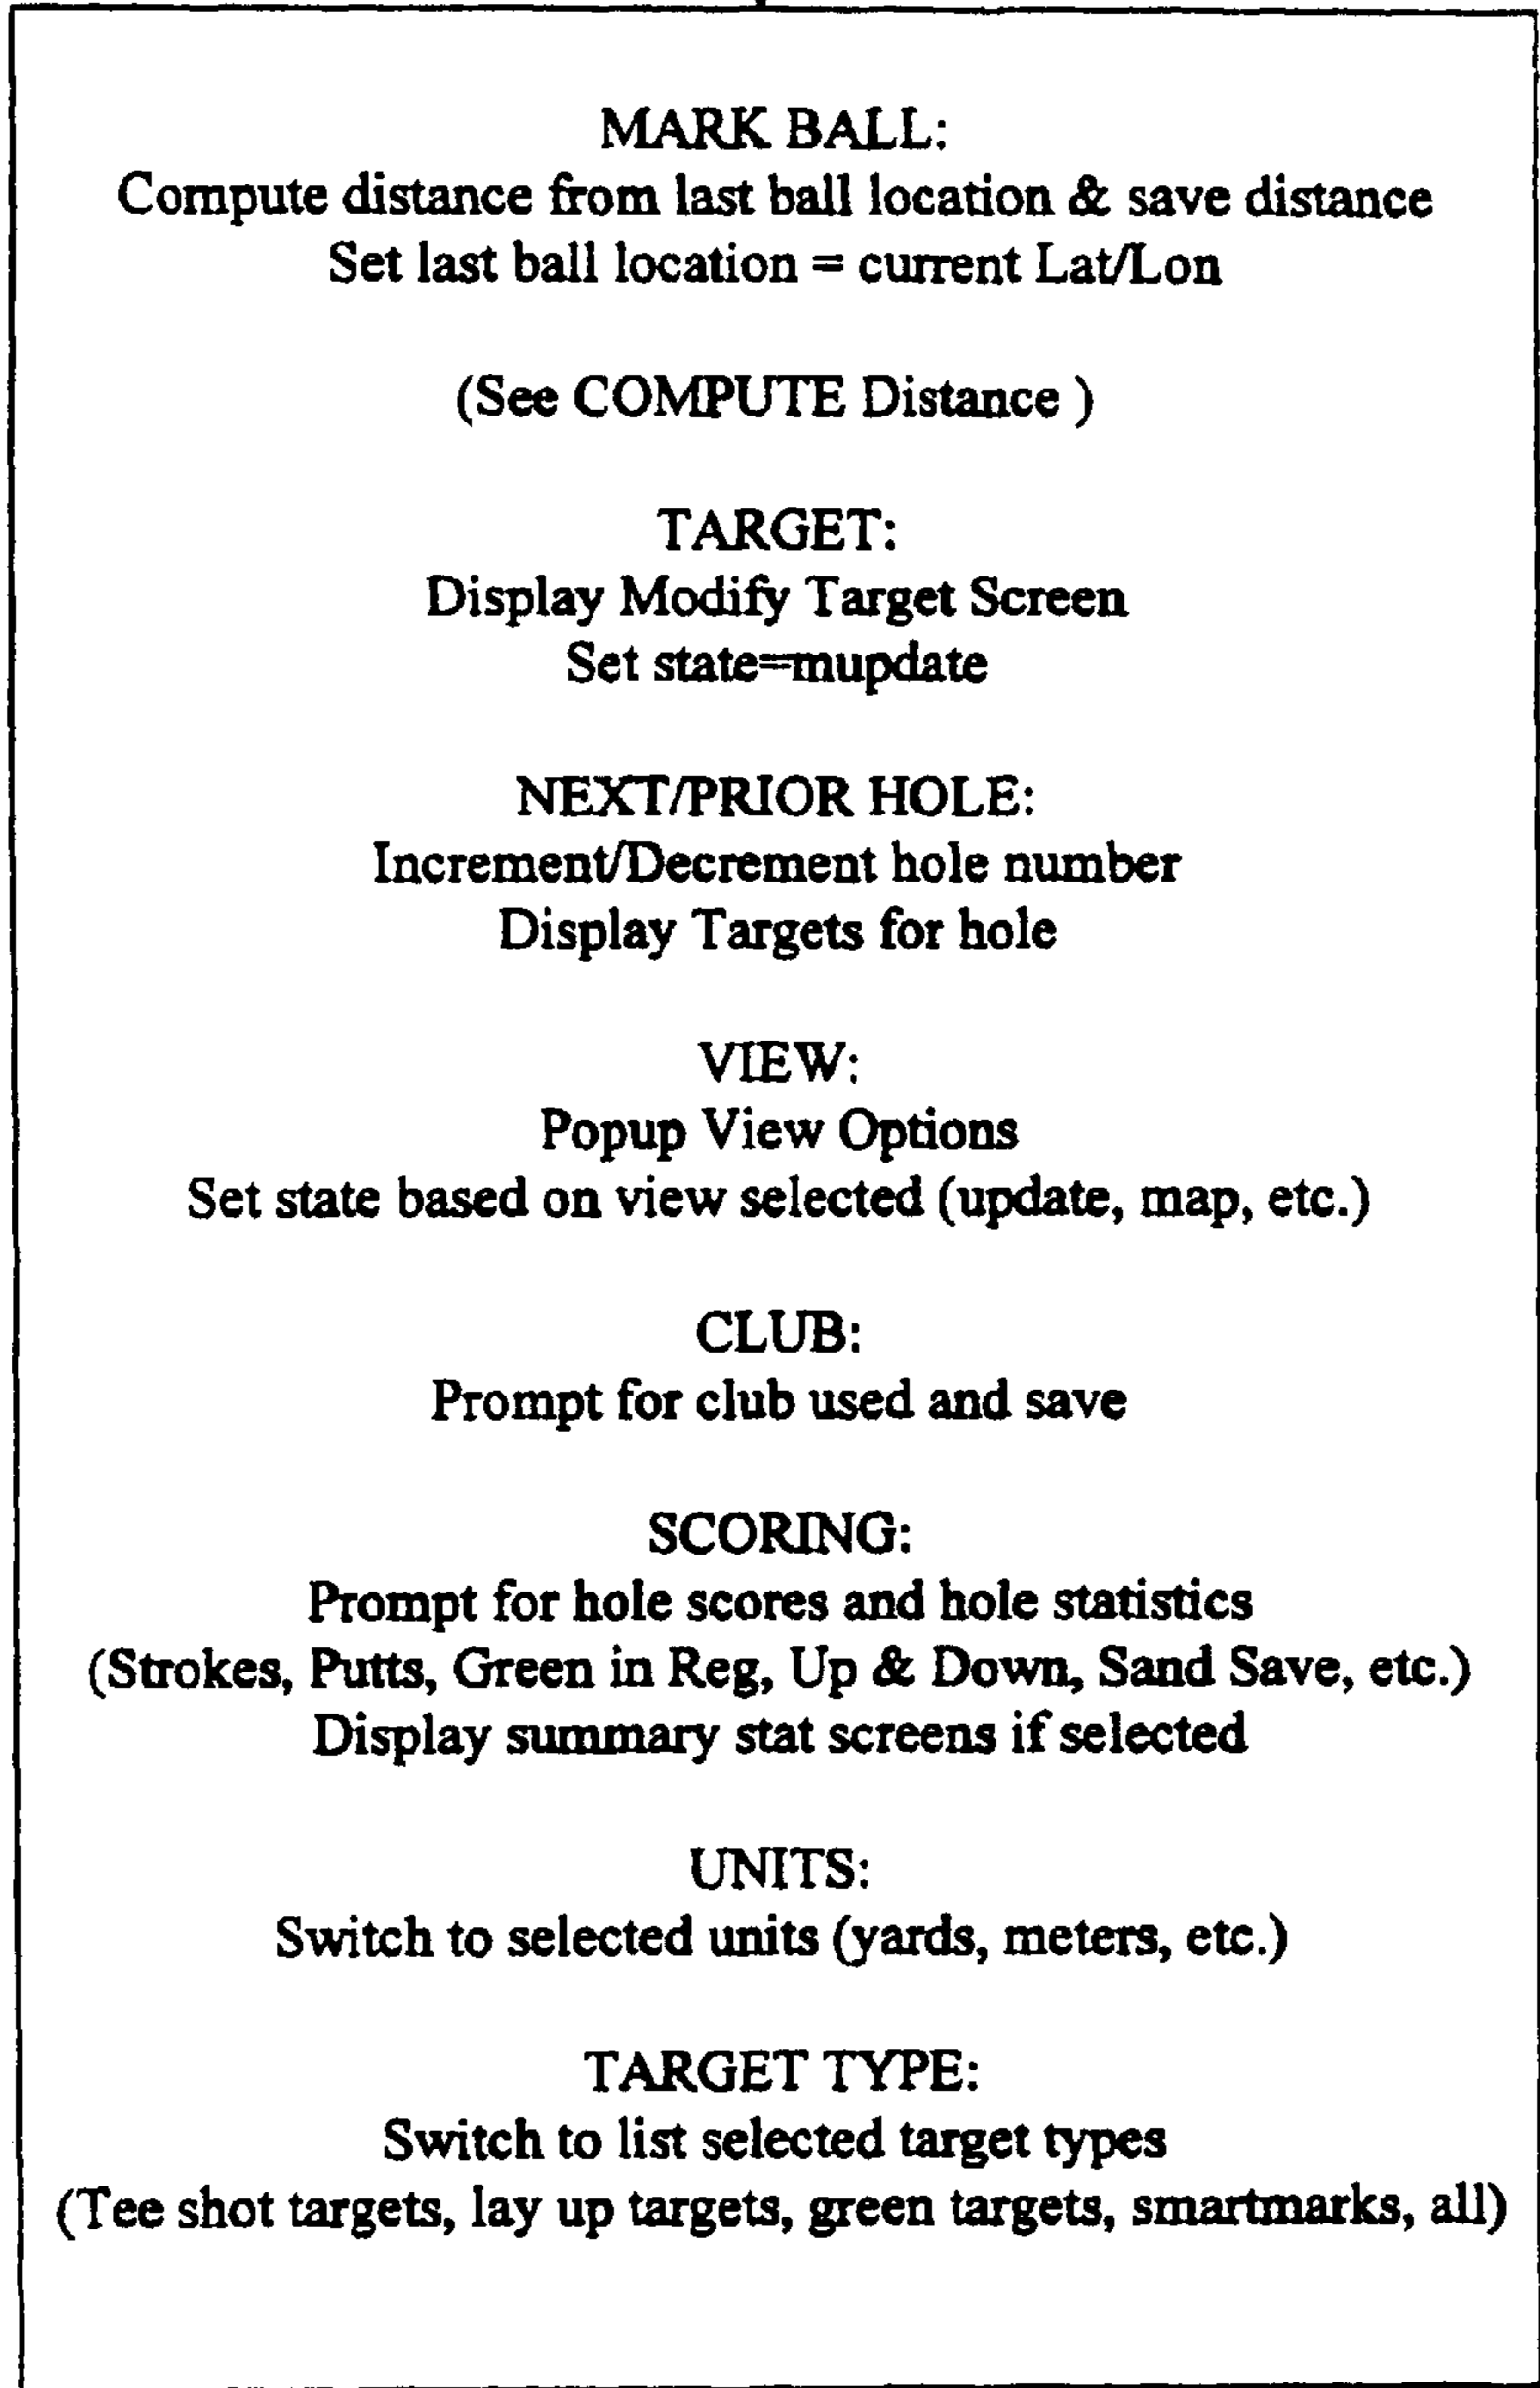 MARK BALL:
Compute distance from last ball location & save distance
Set last ball location = current Lat/Lon
(See COMPUTE Distance )
TARGET:
Display Modify Target Screen
Set state=mupdate
NEXT/PRIOR HOLE:
Increment/Decrement hole number
Display Targets for hole
VIEW:
Popup View Options
Set state based on view selected (update, map, etc.)
CLUB:
Prompt for club used and save
SCORING:
Prompt for hole scores and hole statistics
(Strokes, Putts, Green in Reg, Up & Down, Sand Save, etc.)
Display summary stat screens if selected
UNITS:
Switch to selected units (yards, meters, etc.)
TARGET TYPE:
Switch to list selected target types
(Tee shot targets, lay up targets, green targets, smartmarks, all)